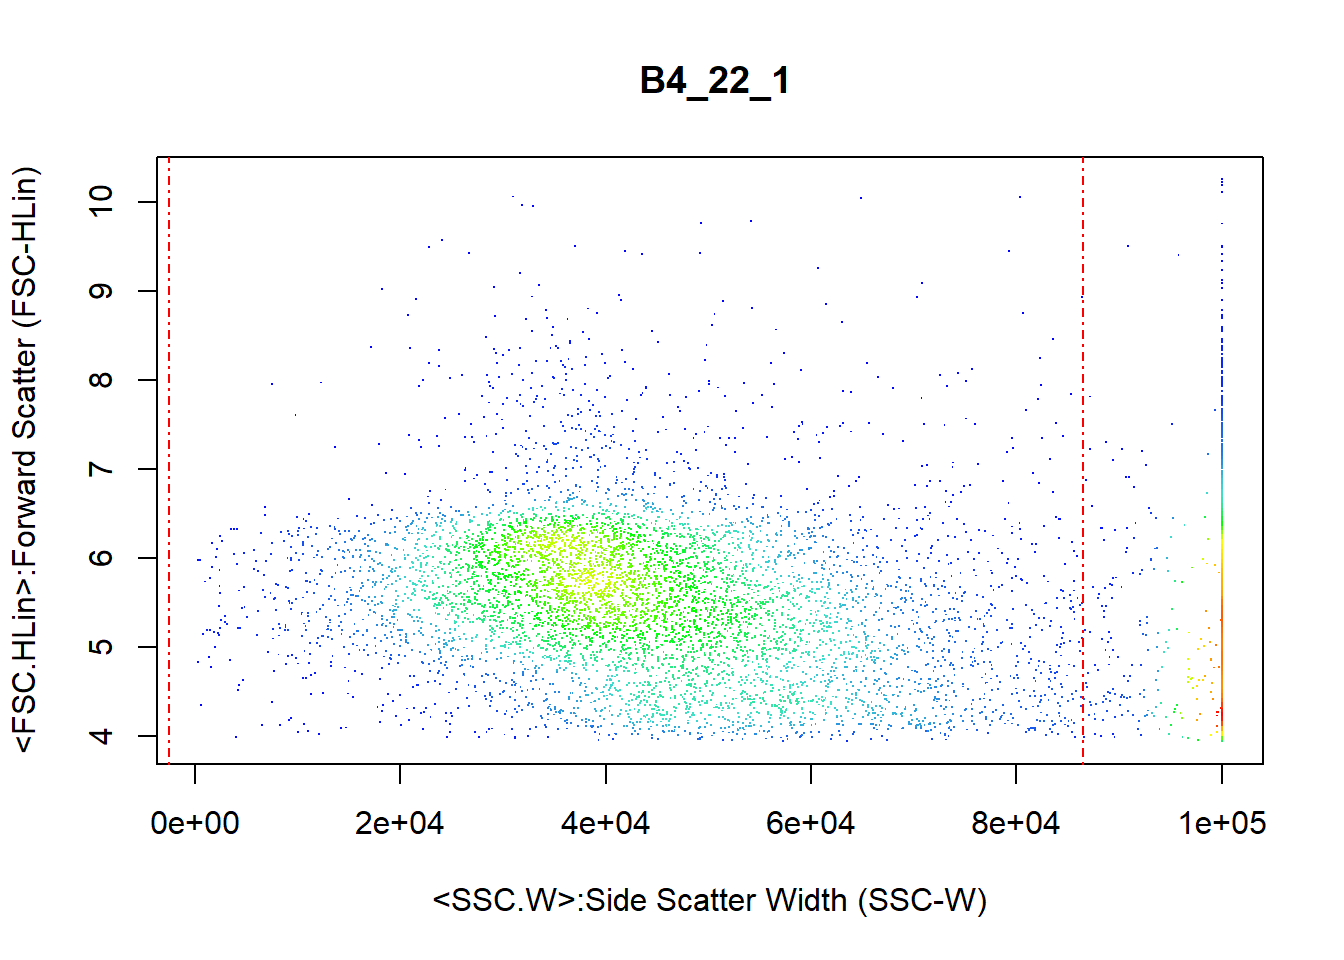 B4_22_1
<FSC.HLin>:Forward Scatter (FSC-HLin)
10
9
8
7
6
5
4
0e+00 2e+04 4e+04 6e+04 8e+04 1e+05
<SSC.W>:Side Scatter Width (SSC-W)